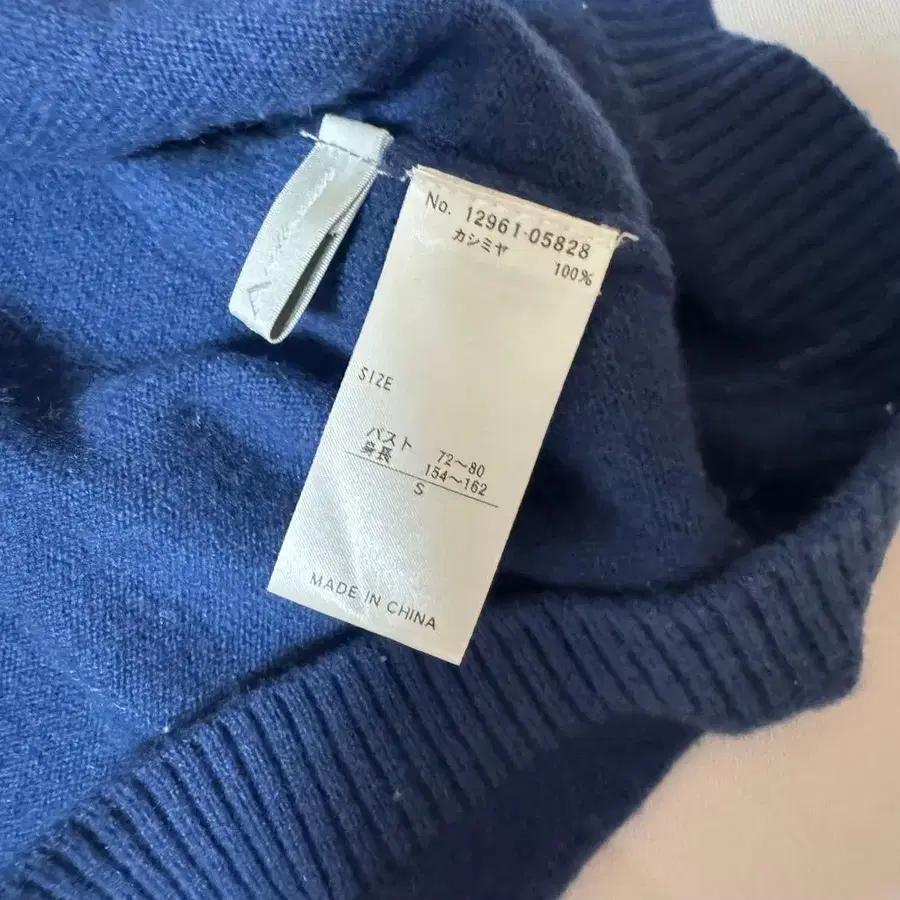 No. 12961-05828
カシミヤ 100%
SIZE
バスト 72～80
身長 154～162
S
MADE IN CHINA